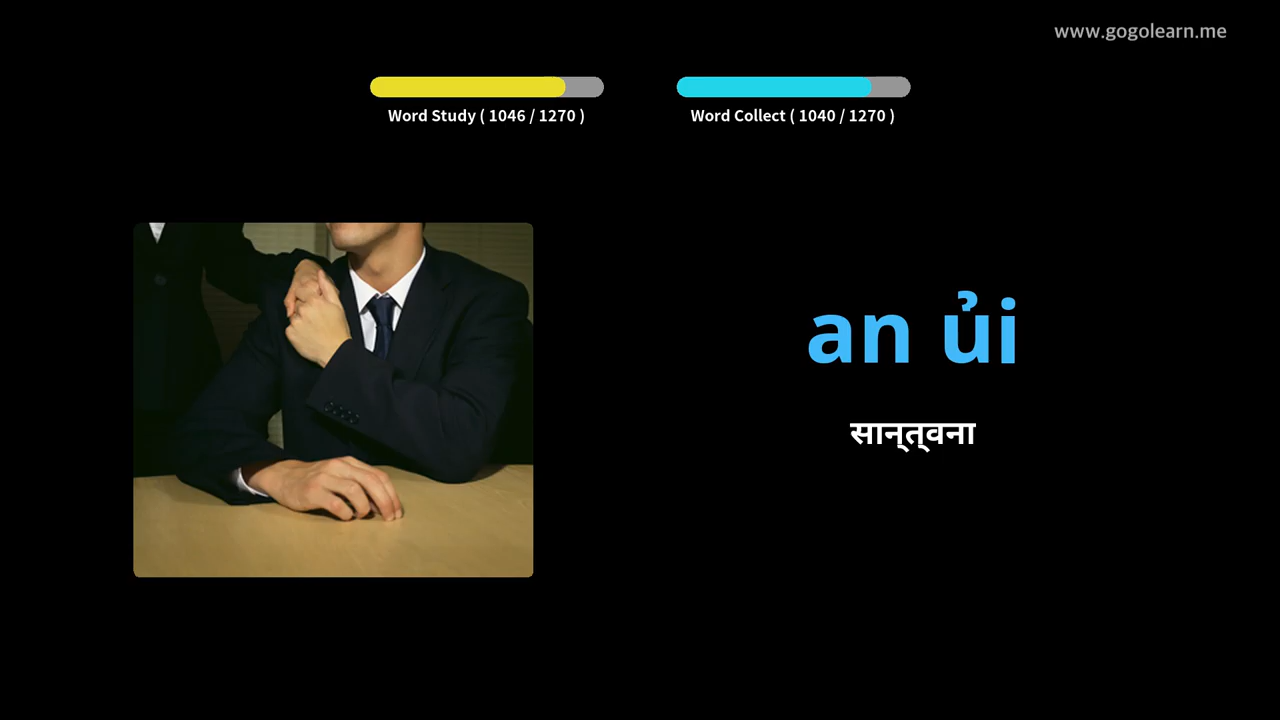 www.gogolearn.me
Word Study ( 1046 / 1270 )
Word Collect ( 1040 / 1270 )
an ủi
सान्त्वना